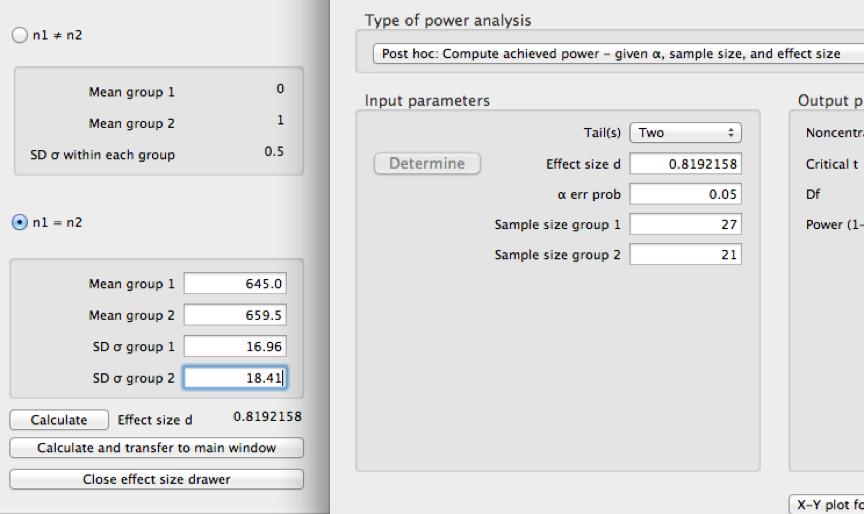 n1 ≠ n2
Mean group 1 0
Mean group 2 1
SD σ within each group 0.5
n1 = n2
Mean group 1 645.0
Mean group 2 659.5
SD σ group 1 16.96
SD σ group 2 18.41
Calculate Effect size d 0.8192158
Calculate and transfer to main window
Close effect size drawer
Type of power analysis
Post hoc: Compute achieved power – given α, sample size, and effect size
Input parameters
Tail(s) Two
Determine Effect size d 0.8192158
α err prob 0.05
Sample size group 1 27
Sample size group 2 21
Output p
Noncentra
Critical t
Df
Power (1-
X-Y plot fo